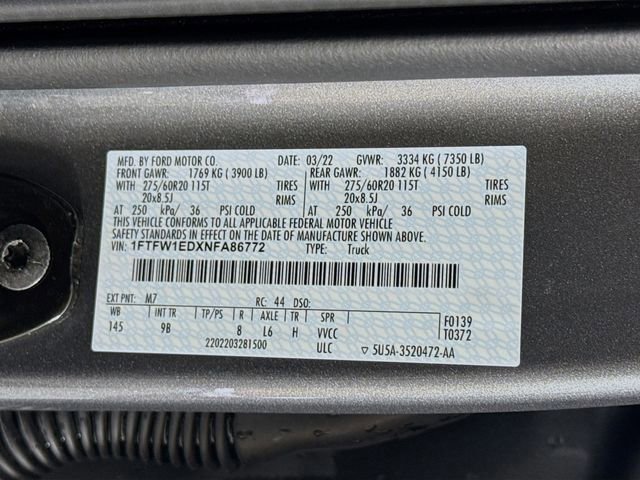 MFD. BY FORD MOTOR CO. DATE: 03/22 GVWR: 3334 KG ( 7350 LB)
FRONT GAWR: 1769 KG ( 3900 LB) REAR GAWR: 1882 KG ( 4150 LB)
WITH 275/60R20 115T TIRES WITH 275/60R20 115T TIRES
20x8.5J RIMS 20x8.5J RIMS
AT 250 kPa/ 36 PSI COLD AT 250 kPa/ 36 PSI COLD
THIS VEHICLE CONFORMS TO ALL APPLICABLE FEDERAL MOTOR VEHICLE
SAFETY STANDARDS IN EFFECT ON THE DATE OF MANUFACTURE SHOWN ABOVE.
VIN: 1FTFW1EDXNFA86772 TYPE: Truck
EXT PNT: M7 RC: 44 DSO: F0139
WB INT TR TP/PS R AXLE TR SPR T0372
145 9B 8 L6 H VVCC
2202203281500 ULC ▽ 5U5A-3520472-AA